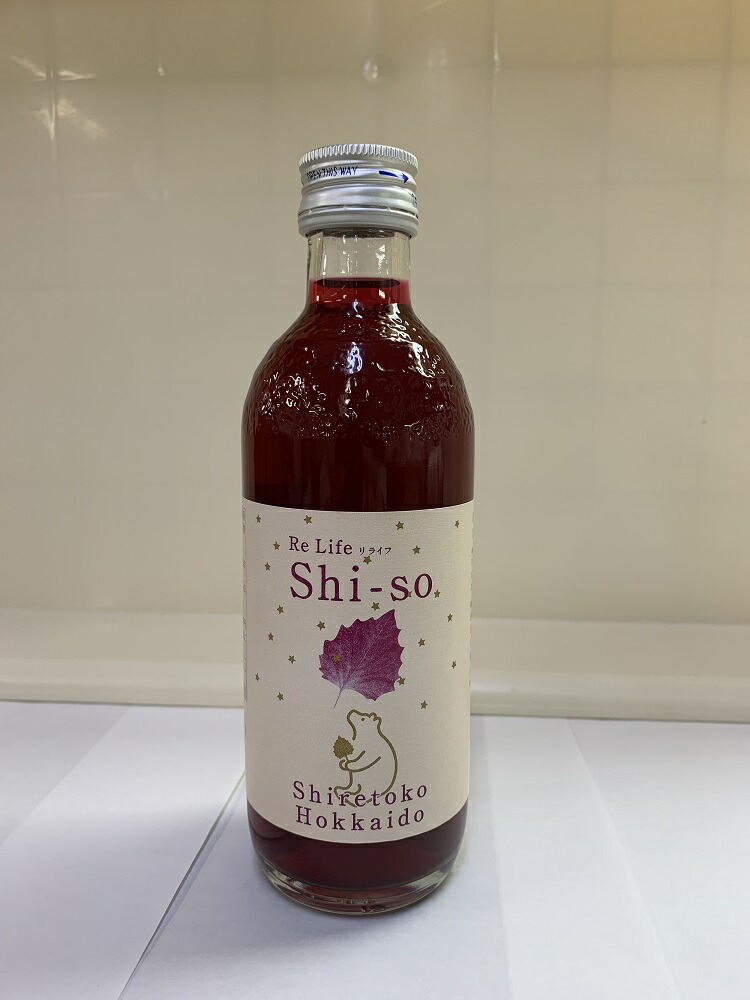 OPEN THIS WAY
Re Life リライフ
Shi-so
Shiretoko
Hokkaido